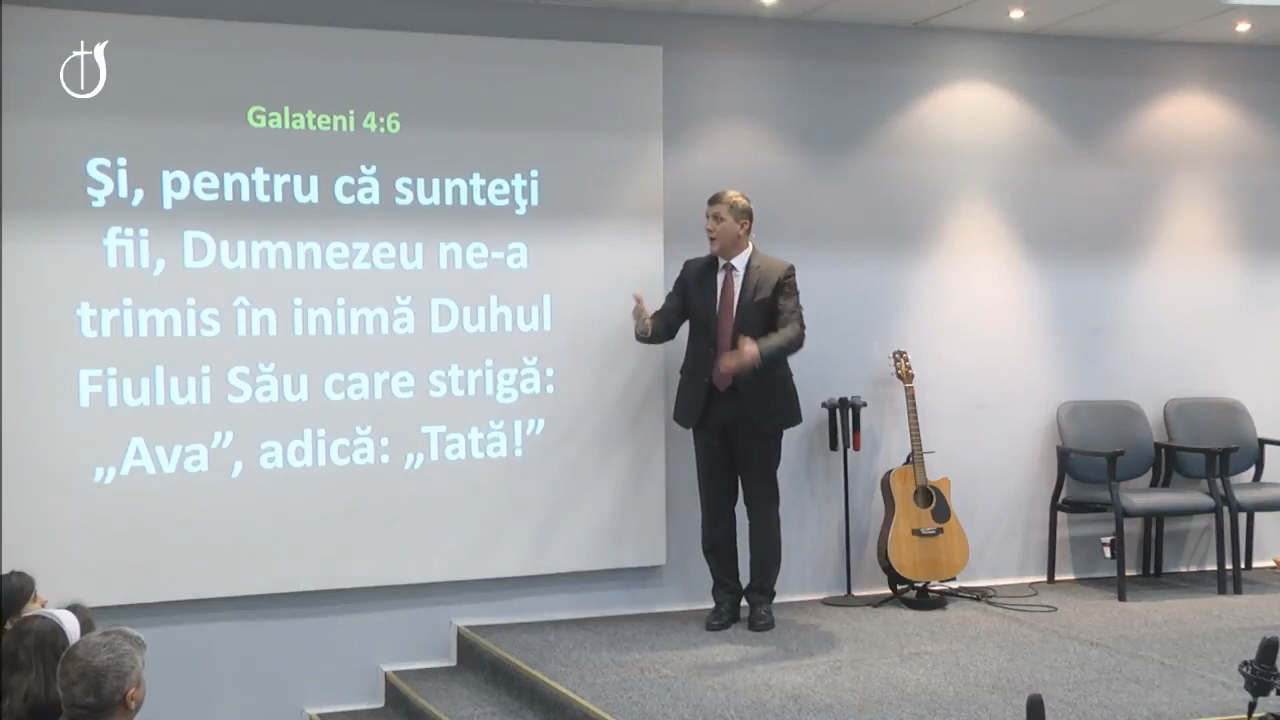 Galateni 4:6
Şi, pentru că sunteţi
fii, Dumnezeu ne-a
trimis în inimă Duhul
Fiului Său care strigă:
„Ava”, adică: „Tată!”